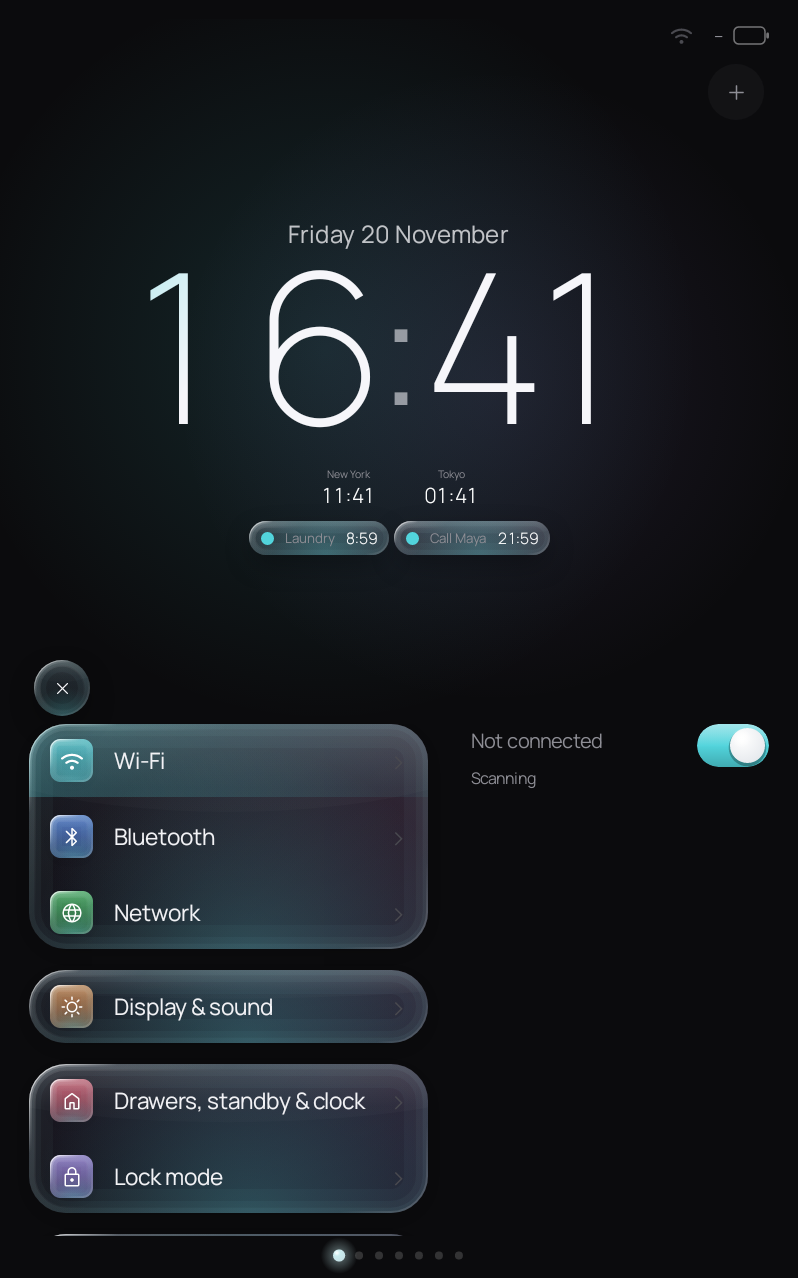 –
Friday 20 November
16:41
New York
11:41
Tokyo
01:41
Laundry 8:59
Call Maya 21:59
Wi-Fi
Not connected
Scanning
Bluetooth
Network
Display & sound
Drawers, standby & clock
Lock mode